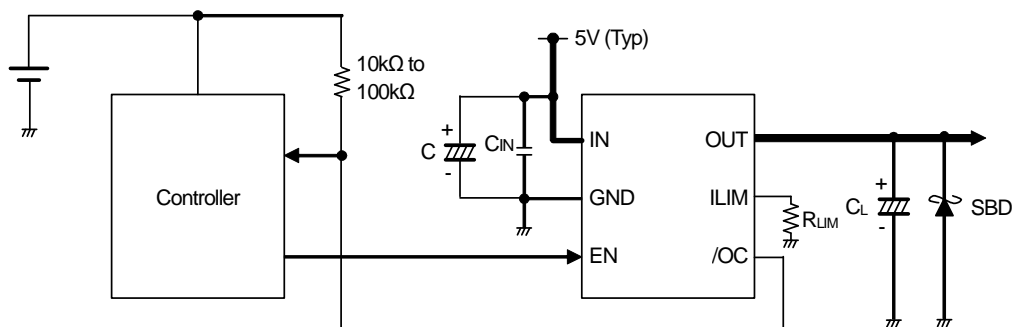 5V (Typ)
10kΩ to
100kΩ
Controller
+
C
-
CIN
IN
GND
EN
OUT
ILIM
/OC
RLIM
+
CL
-
SBD